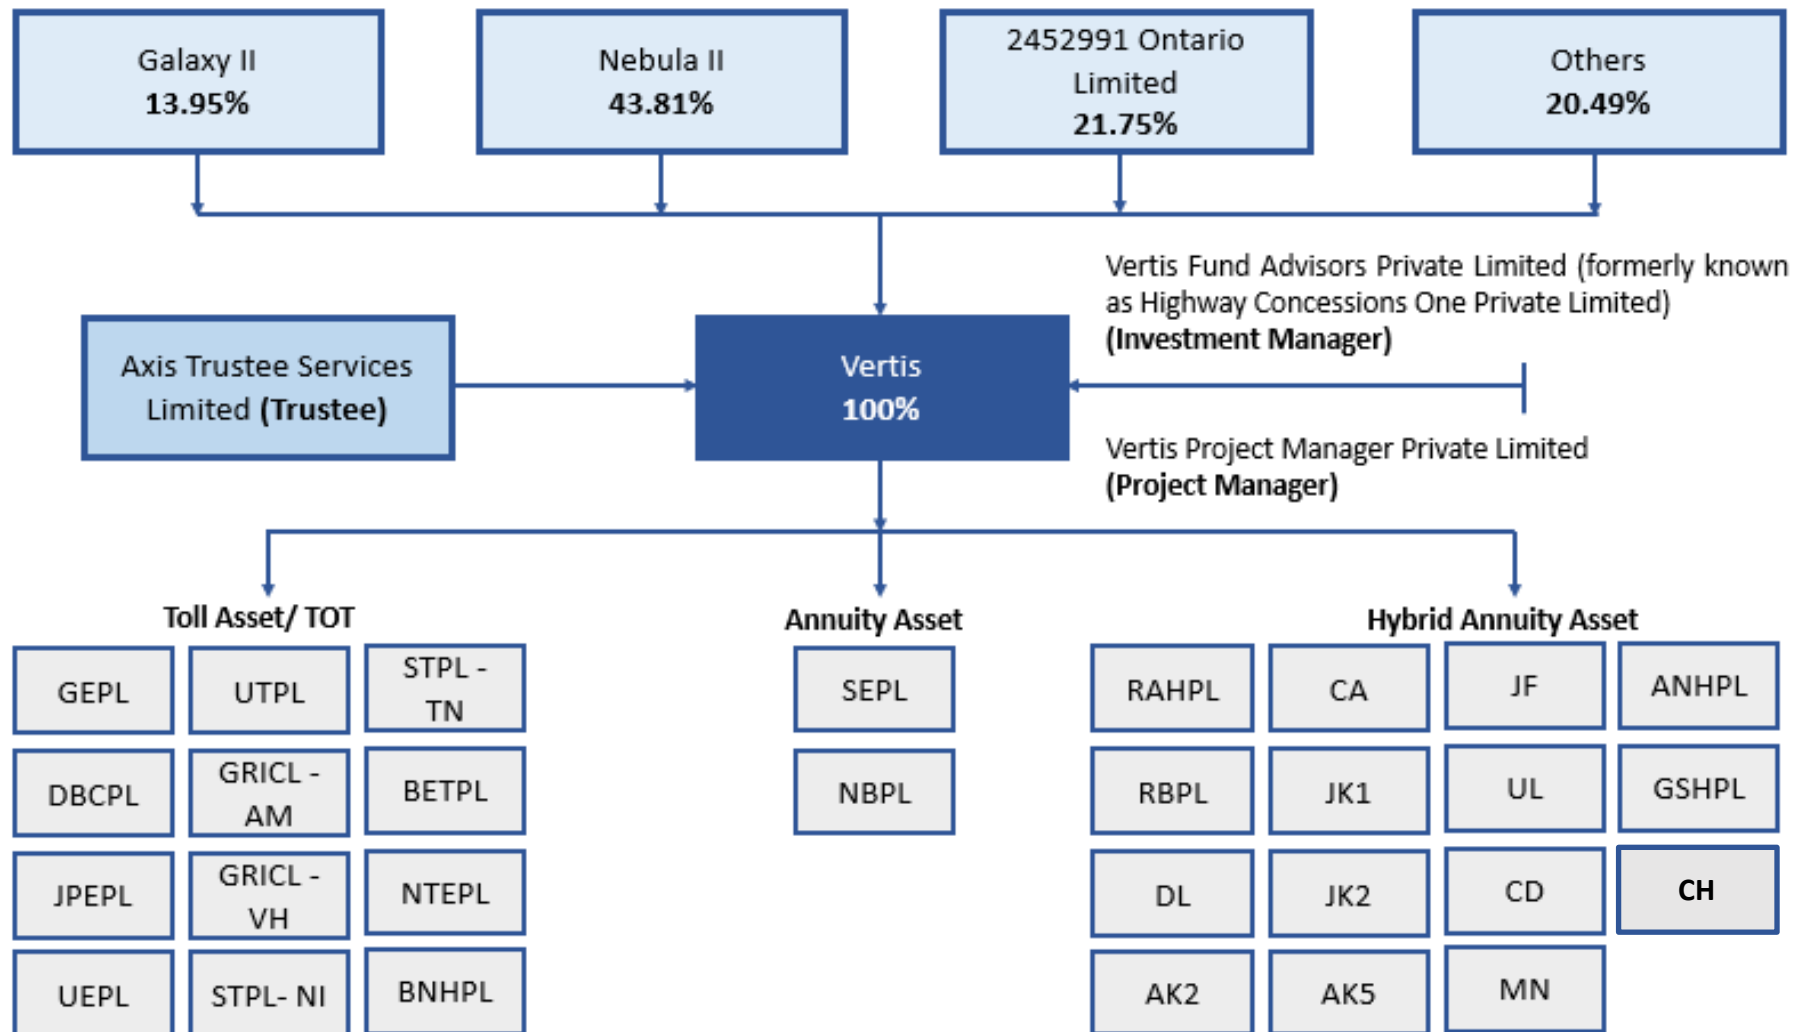 Galaxy II
13.95%
Nebula II
43.81%
2452991 Ontario
Limited
21.75%
Others
20.49%
Vertis Fund Advisors Private Limited (formerly known
as Highway Concessions One Private Limited)
(Investment Manager)
Axis Trustee Services
Limited (Trustee)
Vertis
100%
Vertis Project Manager Private Limited
(Project Manager)
Toll Asset/ TOT
GEPL
UTPL
STPL -
TN
DBCPL
GRICL -
AM
BETPL
JPEPL
GRICL -
VH
NTEPL
UEPL
STPL- NI
BNHPL
Annuity Asset
SEPL
NBPL
Hybrid Annuity Asset
RAHPL
CA
JF
ANHPL
RBPL
JK1
UL
GSHPL
DL
JK2
CD
CH
AK2
AK5
MN